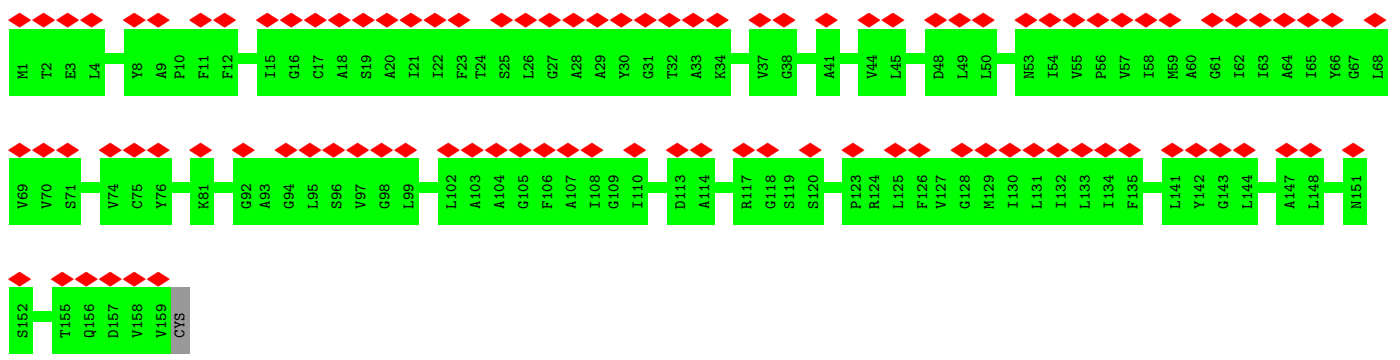 M1 T2 E3 L4 Y8 A9 P10 F11 F12 I15 G16 C17 A18 S19 A20 I21 I22 F23 T24 S25 L26 G27 A28 A29 Y30 G31 T32 A33 K34 V37 G38 A41 V44 L45 D48 L49 L50 N53 I54 V55 P56 V57 I58 M59 A60 G61 I62 I63 A64 I65 Y66 G67 L68
V69 V70 S71 V74 C75 Y76 K81 G92 A93 G94 L95 S96 V97 G98 L99 L102 A103 A104 G105 F106 A107 I108 G109 I110 D113 A114 R117 G118 S119 S120 P123 R124 L125 F126 V127 G128 M129 I130 L131 I132 L133 I134 F135 L141 Y142 G143 L144 A147 L148 N151
S152 T155 Q156 D157 V158 V159 CYS